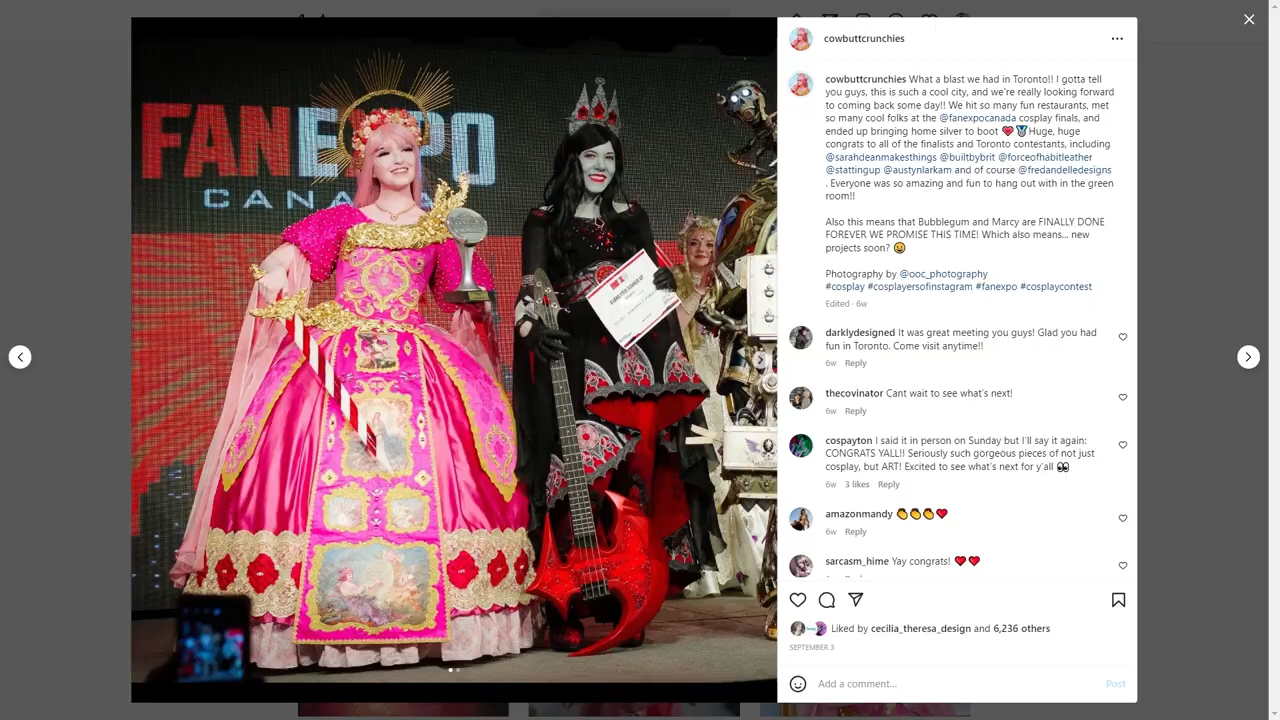 FANEXPO
CANADA
cowbuttcrunchies
cowbuttcrunchies What a blast we had in Toronto!! I gotta tell
you guys, this is such a cool city, and we're really looking forward
to coming back some day!! We hit so many fun restaurants, met
so many cool folks at the @fanexpocanada cosplay finals, and
ended up bringing home silver to boot ❤️🥈Huge, huge
congrats to all of the finalists and Toronto contestants, including
@sarahdeanmakesthings @builtbybrit @forceofhabitleather
@stattingup @austynlarkam and of course @fredandelledesigns
. Everyone was so amazing and fun to hang out with in the green
room!!
Also this means that Bubblegum and Marcy are FINALLY DONE
FOREVER WE PROMISE THIS TIME! Which also means... new
projects soon? 😉
Photography by @ooc_photography
#cosplay #cosplayersofinstagram #fanexpo #cosplaycontest
Edited · 6w
darklydesigned It was great meeting you guys! Glad you had
fun in Toronto. Come visit anytime!!
6w Reply
thecovinator Cant wait to see what's next!
6w Reply
cospayton I said it in person on Sunday but I'll say it again:
CONGRATS YALL!! Seriously such gorgeous pieces of not just
cosplay, but ART! Excited to see what's next for y'all 👀
6w 3 likes Reply
amazonmandy 👏👏👏❤️
6w Reply
sarcasm_hime Yay congrats! ❤️❤️
Liked by cecilia_theresa_design and 6,236 others
SEPTEMBER 3
Add a comment...
Post